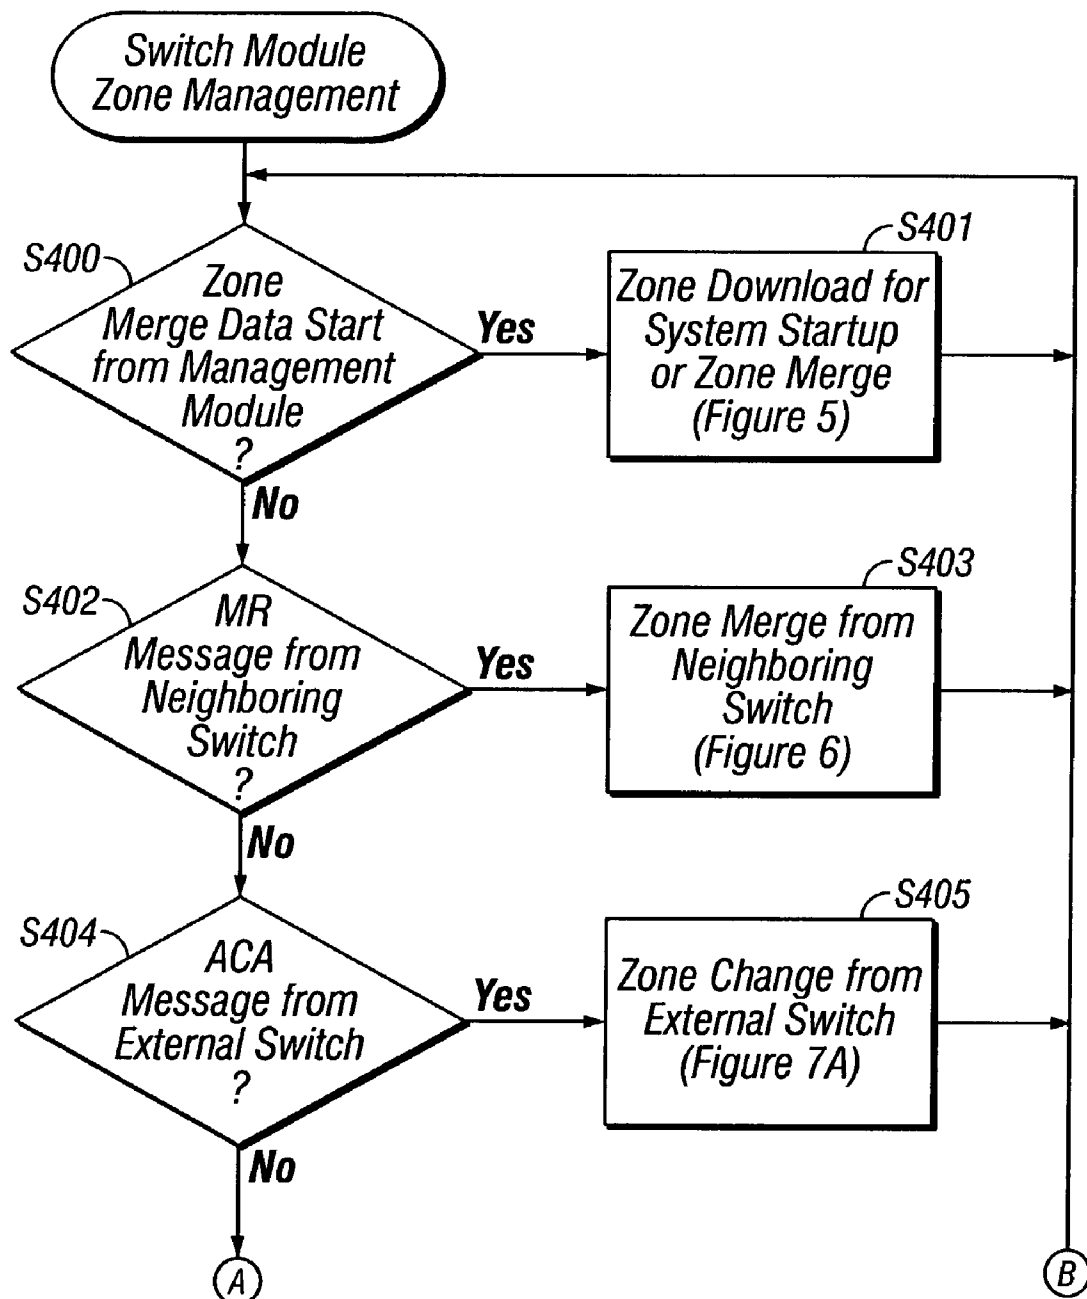 Switch Module
Zone Management
S400
Zone
Merge Data Start
from Management
Module
?
Yes
No
S401
Zone Download for
System Startup
or Zone Merge
(Figure 5)
S402
MR
Message from
Neighboring
Switch
?
Yes
No
S403
Zone Merge from
Neighboring
Switch
(Figure 6)
S404
ACA
Message from
External Switch
?
Yes
No
S405
Zone Change from
External Switch
(Figure 7A)
A
B